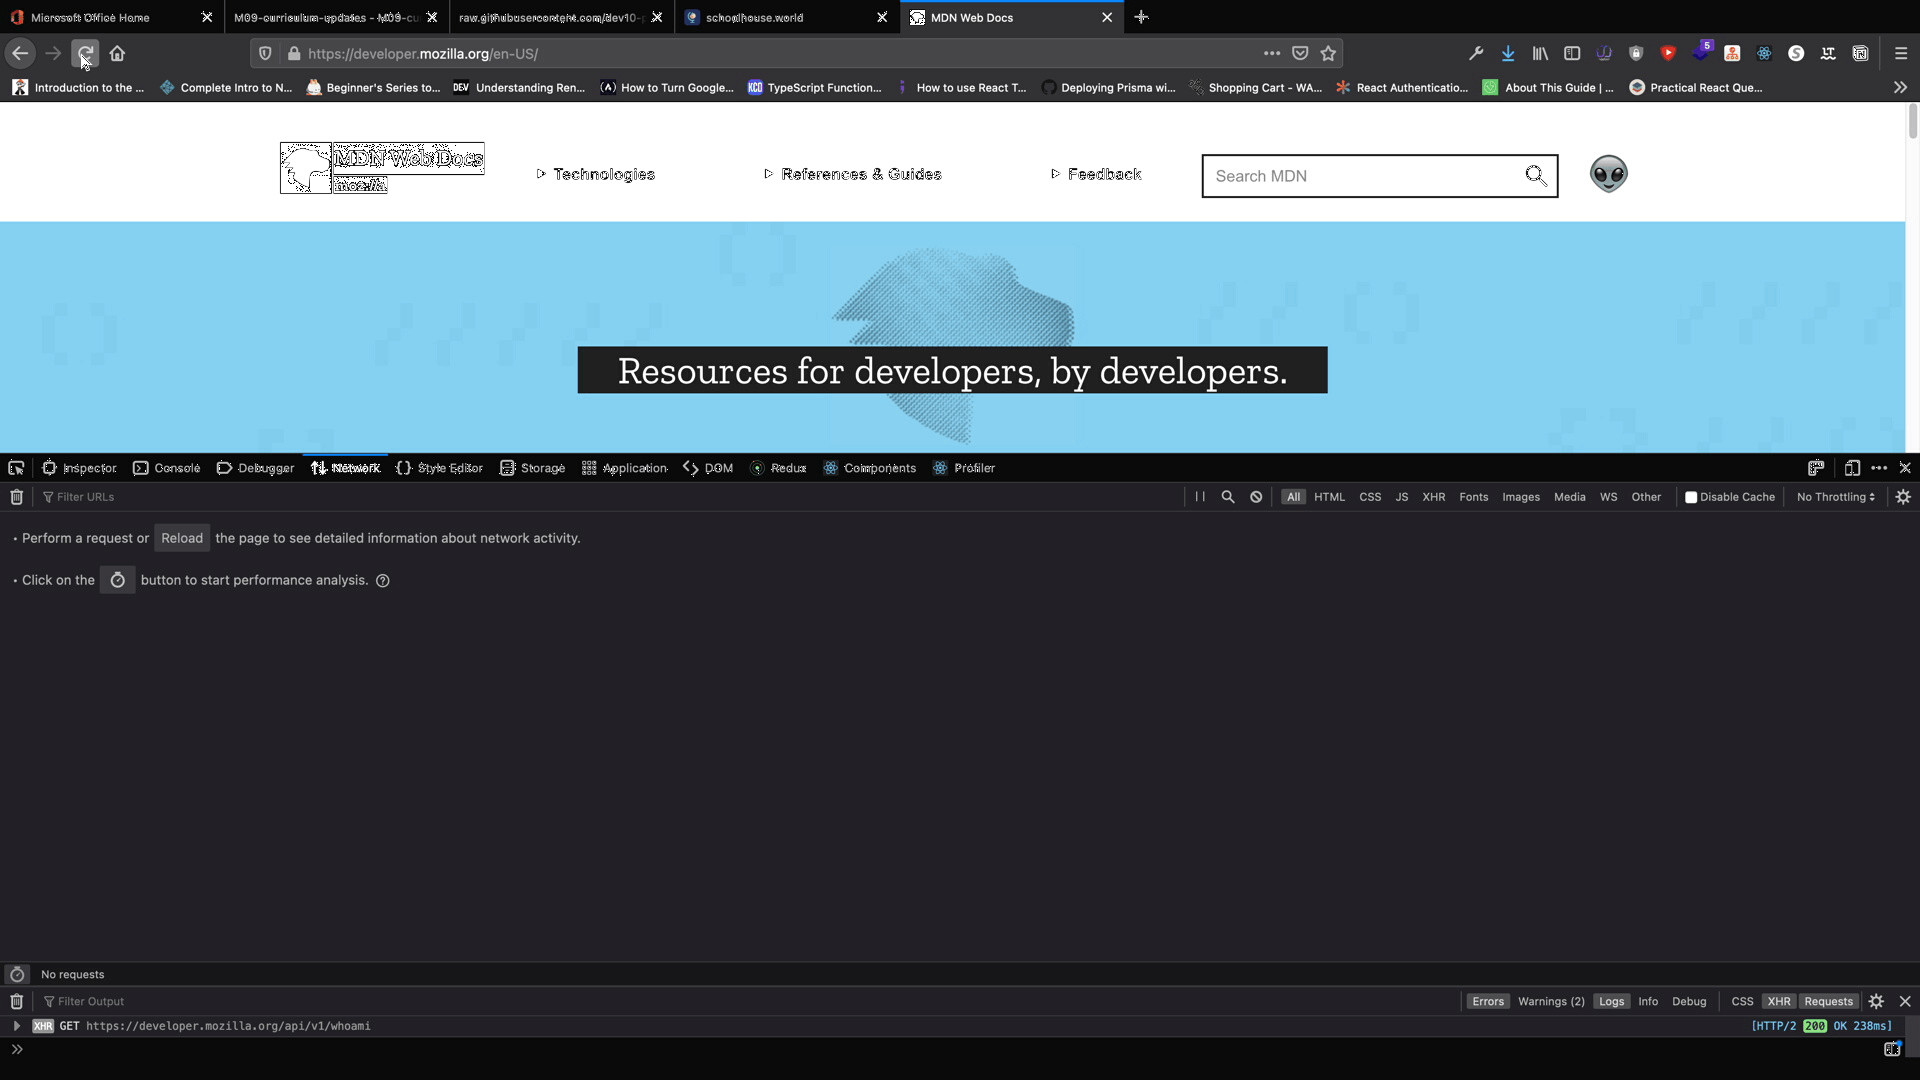 Microsoft Office Home
M09-curriculum-updates - M09-cu
raw.githubusercontent.com/dev10-
schoolhouse.world
MDN Web Docs
https://developer.mozilla.org/en-US/
5
Introduction to the ...
Complete Intro to N...
Beginner's Series to...
DEV Understanding Ren...
How to Turn Google...
KCD TypeScript Function...
How to use React T...
Deploying Prisma wi...
Shopping Cart - WA...
React Authenticatio...
About This Guide | ...
Practical React Que...
MDN Web Docs
moz://a
Technologies
References & Guides
Feedback
Search MDN
Resources for developers, by developers.
Inspector
Console
Debugger
Network
Style Editor
Storage
Application
DOM
Redux
Components
Profiler
Filter URLs
All
HTML
CSS
JS
XHR
Fonts
Images
Media
WS
Other
Disable Cache
No Throttling
• Perform a request or Reload the page to see detailed information about network activity.
• Click on the button to start performance analysis.
No requests
Filter Output
Errors
Warnings (2)
Logs
Info
Debug
CSS
XHR
Requests
XHR GET https://developer.mozilla.org/api/v1/whoami
[HTTP/2 200 OK 238ms]